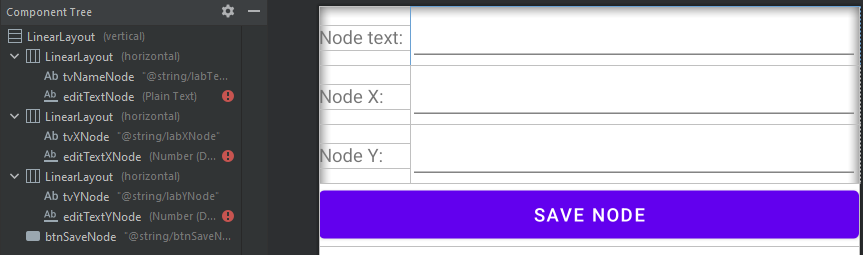 Component Tree
LinearLayout (vertical)
LinearLayout (horizontal)
Ab tvNameNode "@string/labTe...
Ab editTextNode (Plain Text)
LinearLayout (horizontal)
Ab tvXNode "@string/labXNode"
Ab editTextXNode (Number (D...
LinearLayout (horizontal)
Ab tvYNode "@string/labYNode"
Ab editTextYNode (Number (D...
btnSaveNode "@string/btnSaveN...
Node text:
Node X:
Node Y:
SAVE NODE